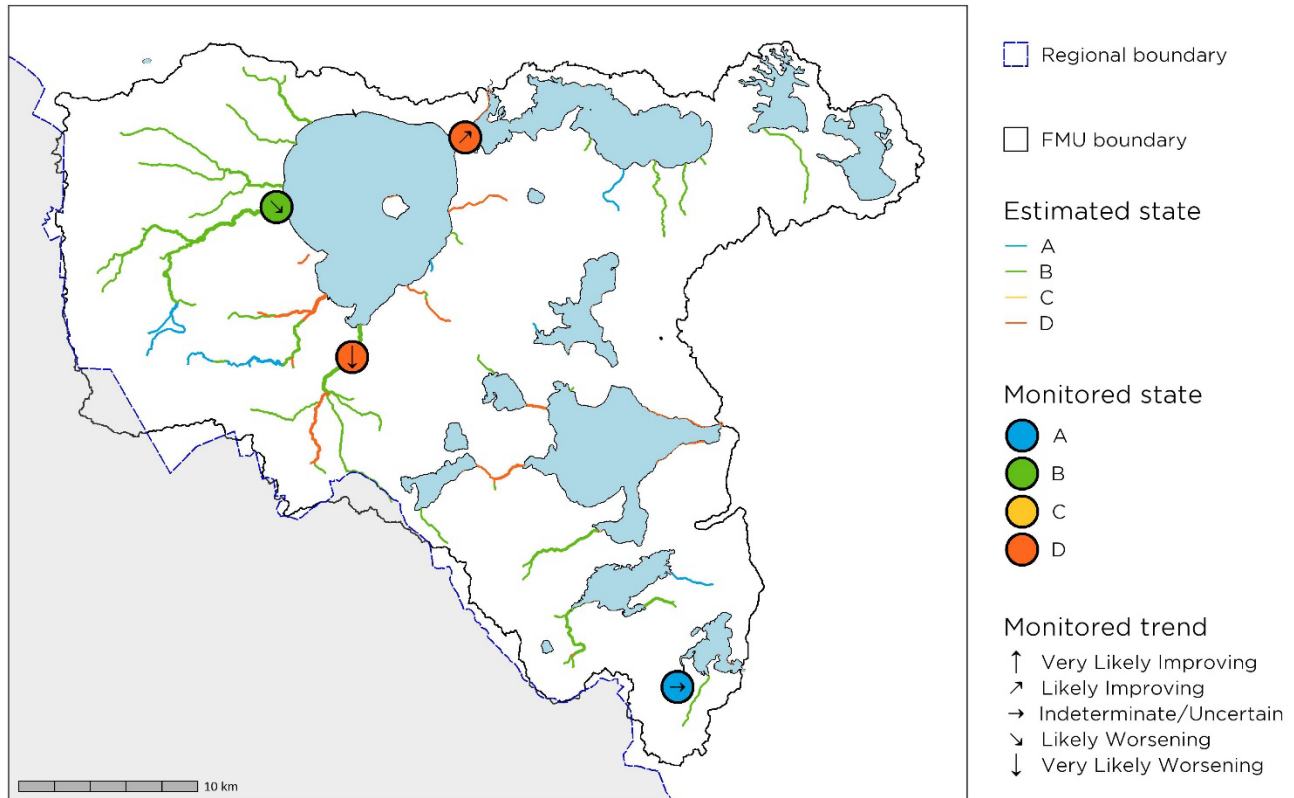 Regional boundary
FMU boundary
Estimated state
A
B
C
D
Monitored state
A
B
C
D
Monitored trend
↑ Very Likely Improving
↗ Likely Improving
→ Indeterminate/Uncertain
↘ Likely Worsening
↓ Very Likely Worsening
10 km